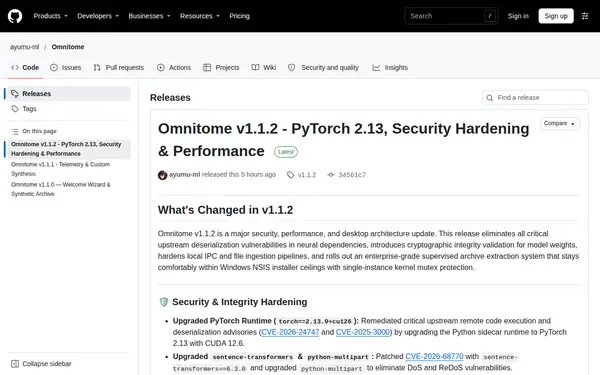 Platform Products Developers Businesses Resources Pricing Search / Sign in Sign up
ayumu-ml / Omnitome
Code Issues Pull requests Actions Projects Wiki Security and quality Insights
Releases
Tags
On this page
Omnitome v1.1.2 - PyTorch 2.13, Security Hardening & Performance
Omnitome v1.1.1 - Telemetry & Custom Synthesis
Omnitome v1.1.0 — Welcome Wizard & Synthetic Archive
Collapse sidebar
Releases
Find a release
Omnitome v1.1.2 - PyTorch 2.13, Security Hardening
& Performance Latest
Compare
ayumu-ml released this 5 hours ago v1.1.2 34561c7
What's Changed in v1.1.2
Omnitome v1.1.2 is a major security, performance, and desktop architecture update. This release eliminates all critical
upstream deserialization vulnerabilities in neural dependencies, introduces cryptographic integrity validation for model weights,
hardens local IPC and file ingestion pipelines, and rolls out an enterprise-grade supervised archive extraction system that stays
comfortably within Windows NSIS installer ceilings with single-instance kernel mutex protection.
🛡️ Security & Integrity Hardening
• Upgraded PyTorch Runtime ( torch==2.13.0+cu126 ): Remediated critical upstream remote code execution and
deserialization advisories (CVE-2026-24747 and CVE-2025-3000) by upgrading the Python sidecar runtime to PyTorch
2.13 with CUDA 12.6.
• Upgraded sentence-transformers & python-multipart : Patched CVE-2026-68770 with sentence-
transformers==6.3.0 and upgraded python-multipart to eliminate DoS and ReDoS vulnerabilities.